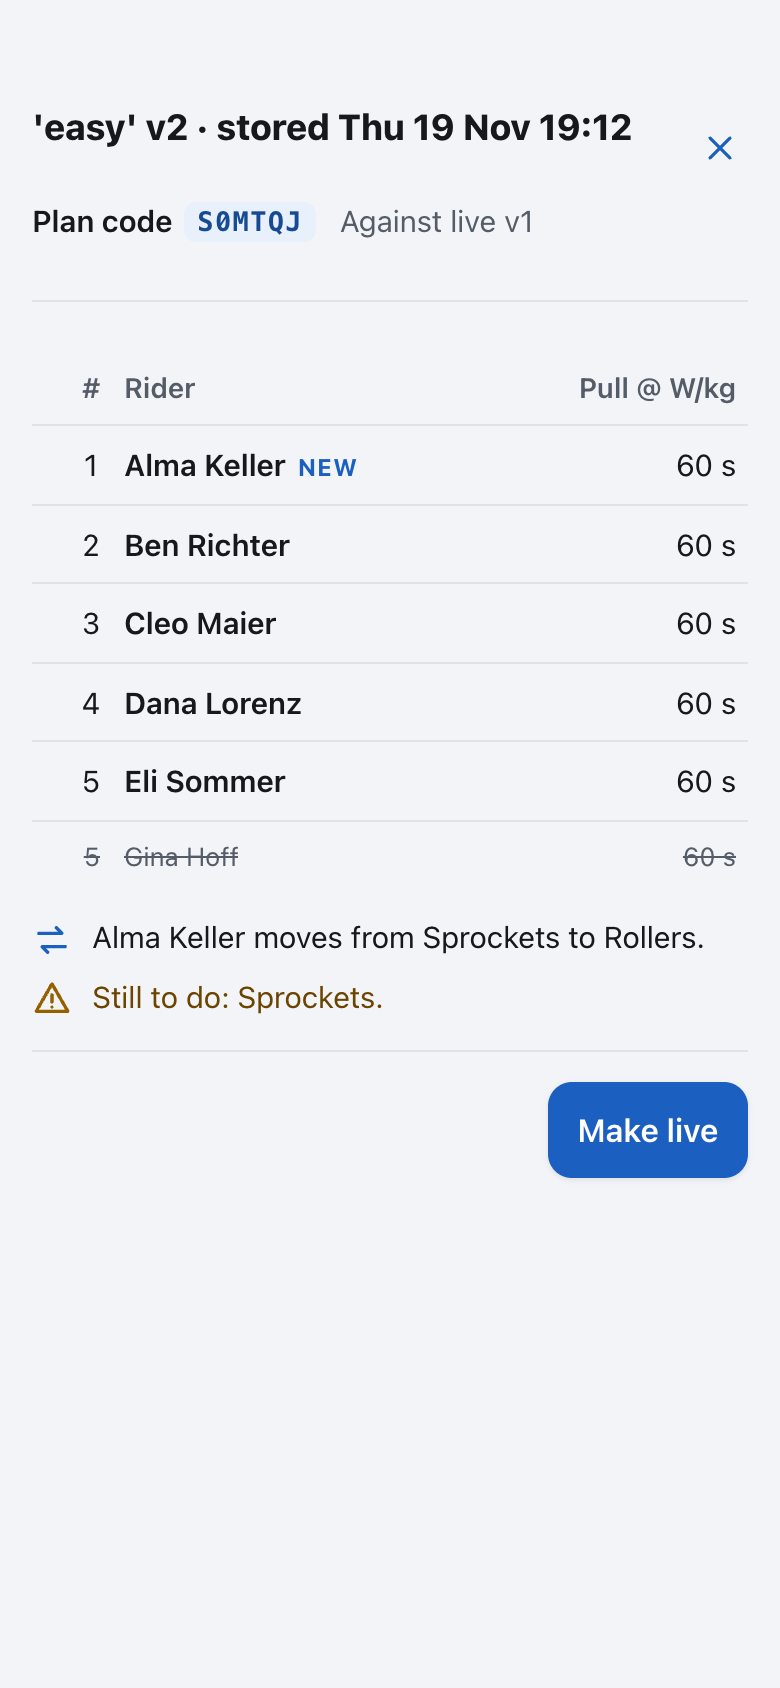 'easy' v2 · stored Thu 19 Nov 19:12
Plan code S0MTQJ Against live v1
# Rider Pull @ W/kg
1 Alma Keller NEW 60 s
2 Ben Richter 60 s
3 Cleo Maier 60 s
4 Dana Lorenz 60 s
5 Eli Sommer 60 s
5 Gina Hoff 60 s
Alma Keller moves from Sprockets to Rollers.
Still to do: Sprockets.
Make live